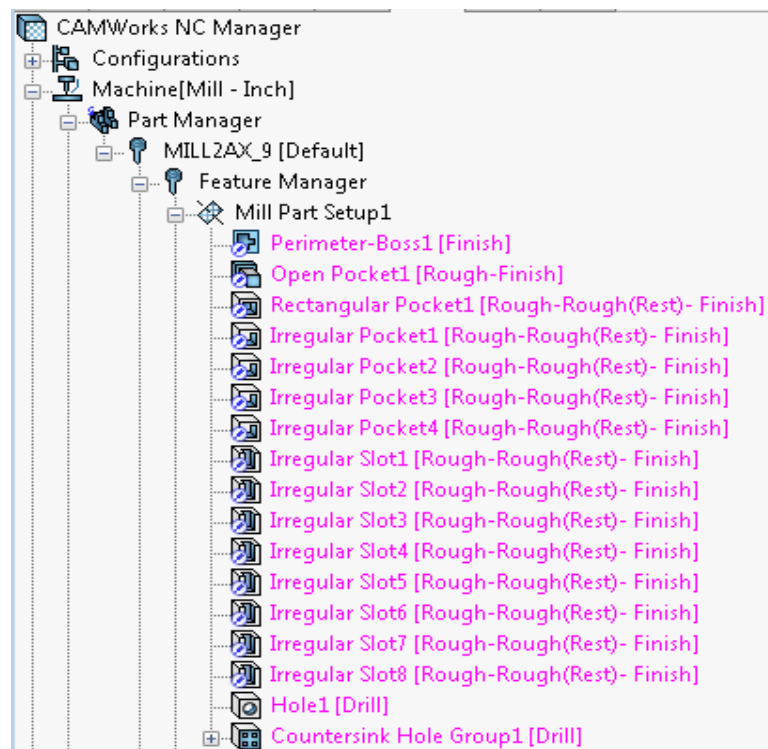 CAMWorks NC Manager
Configurations
Machine[Mill - Inch]
Part Manager
MILL2AX_9 [Default]
Feature Manager
Mill Part Setup1
Perimeter-Boss1 [Finish]
Open Pocket1 [Rough-Finish]
Rectangular Pocket1 [Rough-Rough(Rest)- Finish]
Irregular Pocket1 [Rough-Rough(Rest)- Finish]
Irregular Pocket2 [Rough-Rough(Rest)- Finish]
Irregular Pocket3 [Rough-Rough(Rest)- Finish]
Irregular Pocket4 [Rough-Rough(Rest)- Finish]
Irregular Slot1 [Rough-Rough(Rest)- Finish]
Irregular Slot2 [Rough-Rough(Rest)- Finish]
Irregular Slot3 [Rough-Rough(Rest)- Finish]
Irregular Slot4 [Rough-Rough(Rest)- Finish]
Irregular Slot5 [Rough-Rough(Rest)- Finish]
Irregular Slot6 [Rough-Rough(Rest)- Finish]
Irregular Slot7 [Rough-Rough(Rest)- Finish]
Irregular Slot8 [Rough-Rough(Rest)- Finish]
Hole1 [Drill]
Countersink Hole Group1 [Drill]